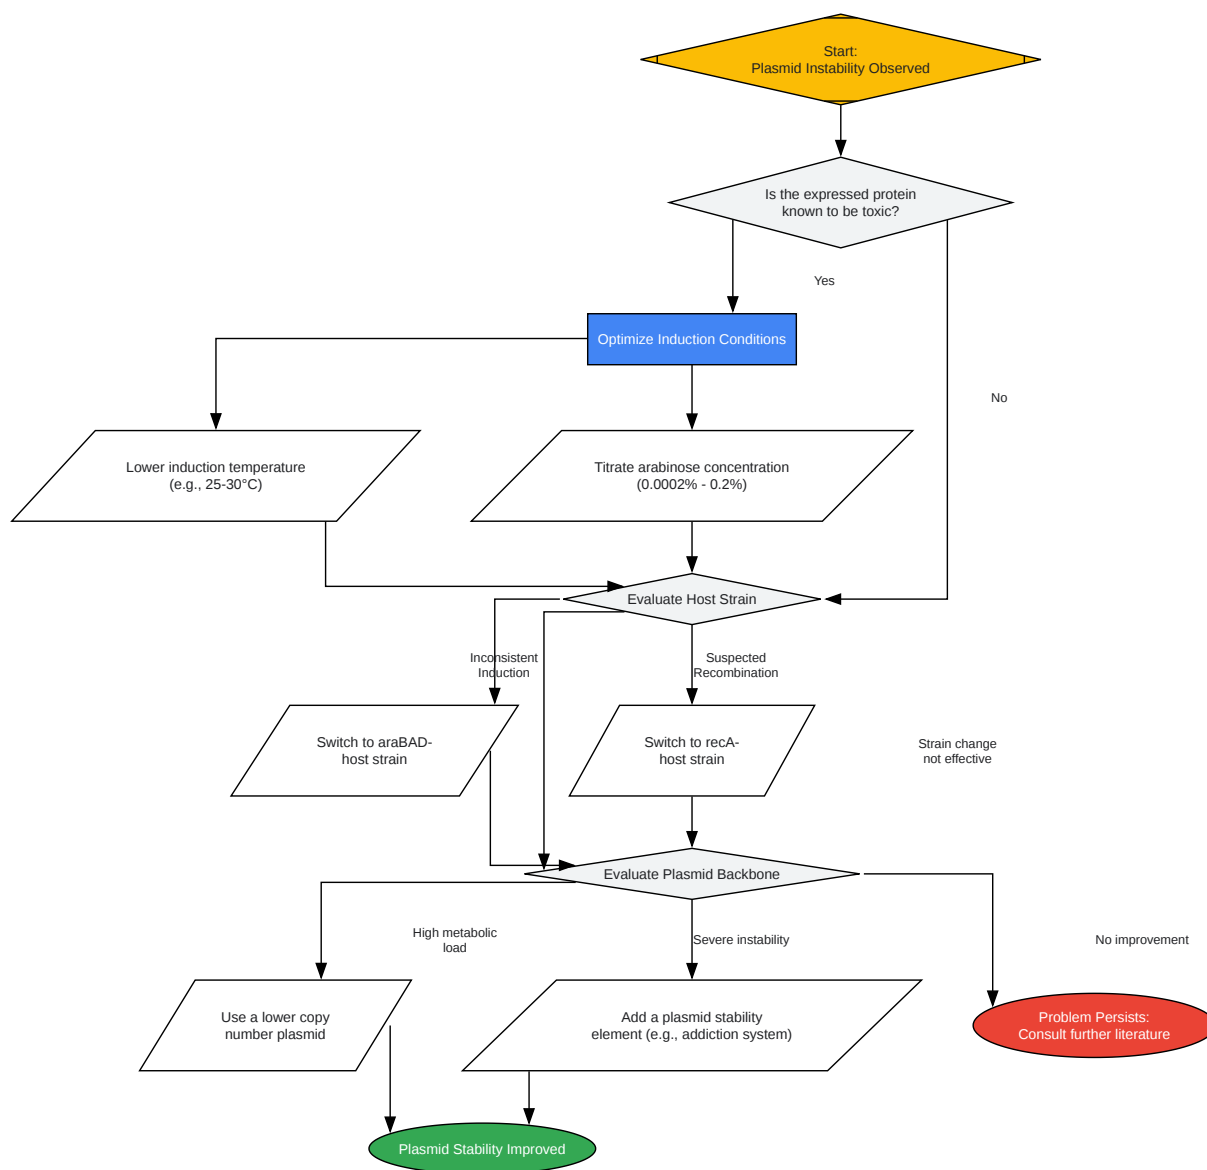 Start:
Plasmid Instability Observed
Is the expressed protein
known to be toxic?
Yes
Optimize Induction Conditions
No
Lower induction temperature
(e.g., 25-30°C)
Titrate arabinose concentration
(0.0002% - 0.2%)
Evaluate Host Strain
Inconsistent
Induction
Suspected
Recombination
Switch to araBAD-
host strain
Switch to recA-
host strain
Strain change
not effective
Evaluate Plasmid Backbone
High metabolic
load
Severe instability
No improvement
Use a lower copy
number plasmid
Add a plasmid stability
element (e.g., addiction system)
Problem Persists:
Consult further literature
Plasmid Stability Improved